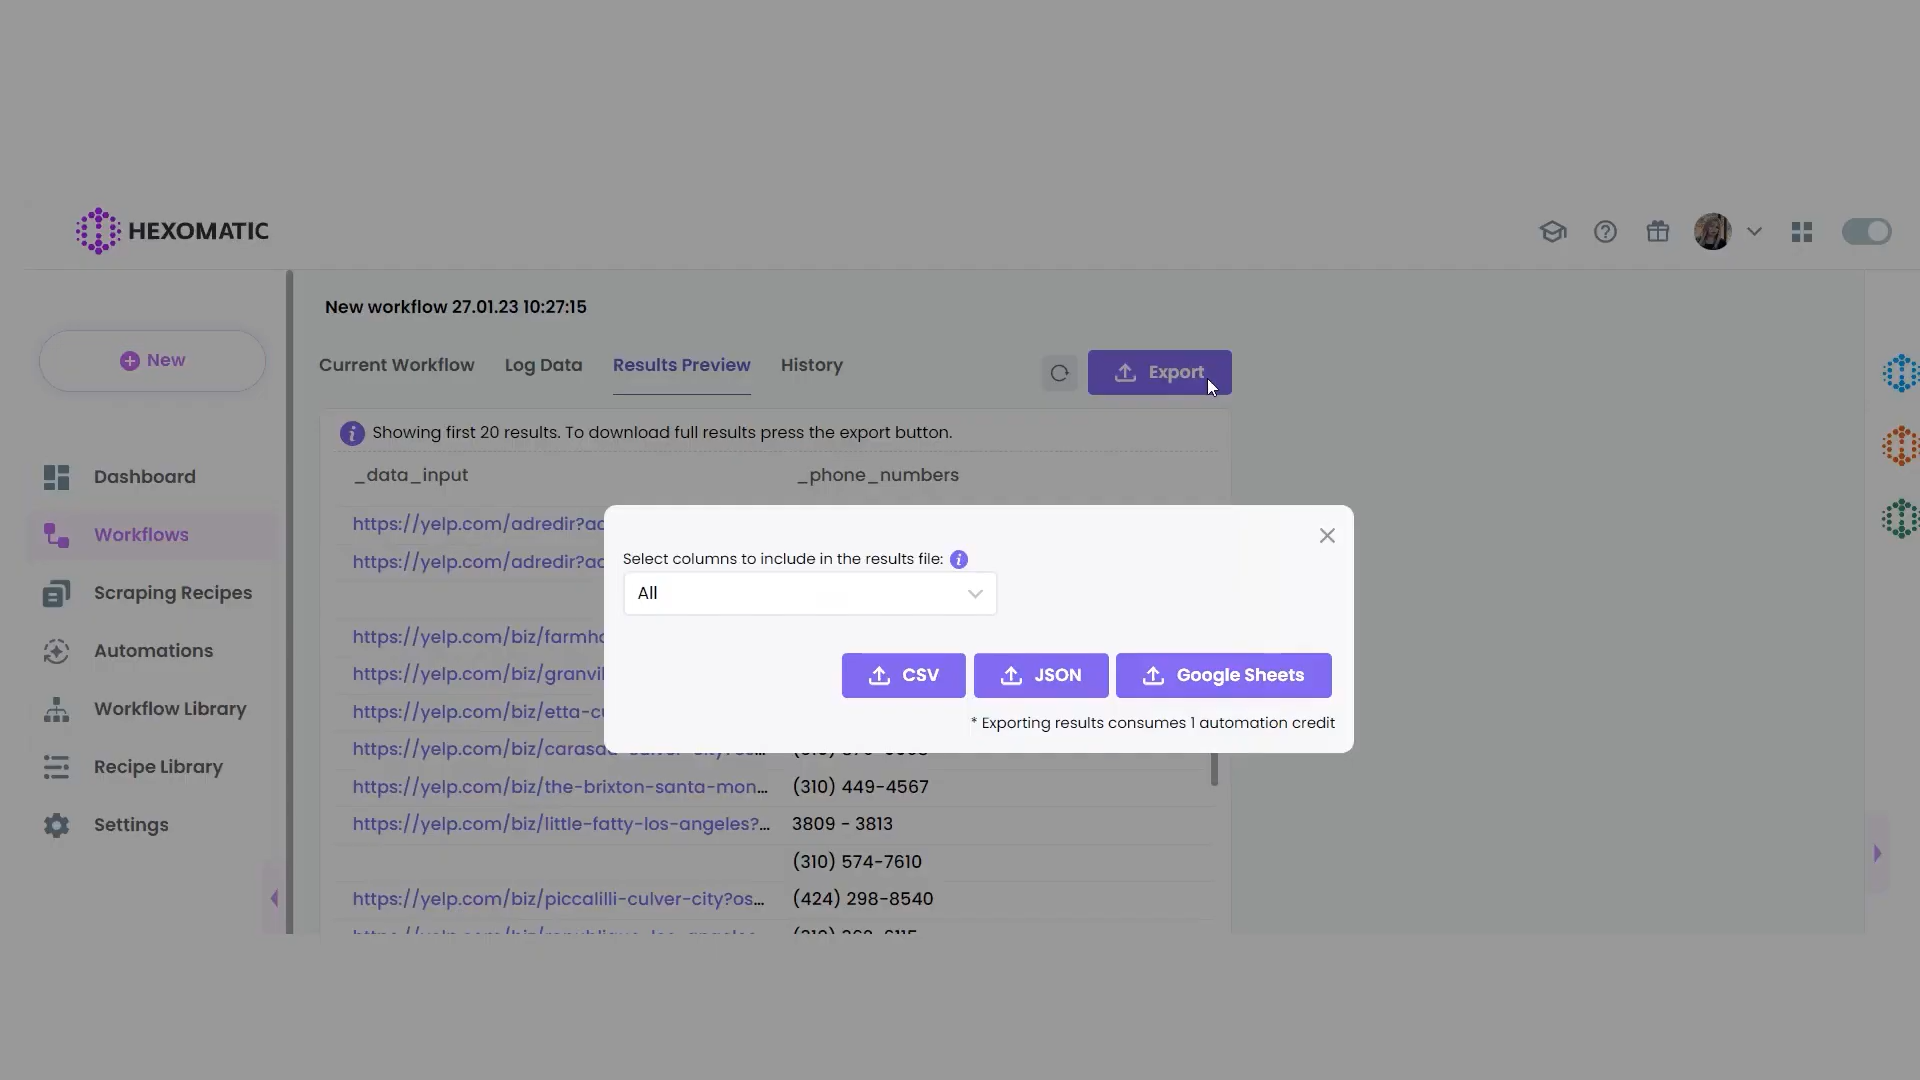 HEXOMATIC
New workflow 27.01.23 10:27:15
New
Current Workflow Log Data Results Preview History Export
Showing first 20 results. To download full results press the export button.
_data_input _phone_numbers
Dashboard
Workflows
Scraping Recipes
Automations
Workflow Library
Recipe Library
Settings
https://yelp.com/adredir?ad
https://yelp.com/adredir?ad
https://yelp.com/biz/farmho
https://yelp.com/biz/granvil
https://yelp.com/biz/etta-cu
https://yelp.com/biz/the-brixton-santa-mon... (310) 449-4567
https://yelp.com/biz/little-fatty-los-angeles?... 3809 - 3813
(310) 574-7610
https://yelp.com/biz/piccalilli-culver-city?os... (424) 298-8540
Select columns to include in the results file:
All
CSV JSON Google Sheets
* Exporting results consumes 1 automation credit